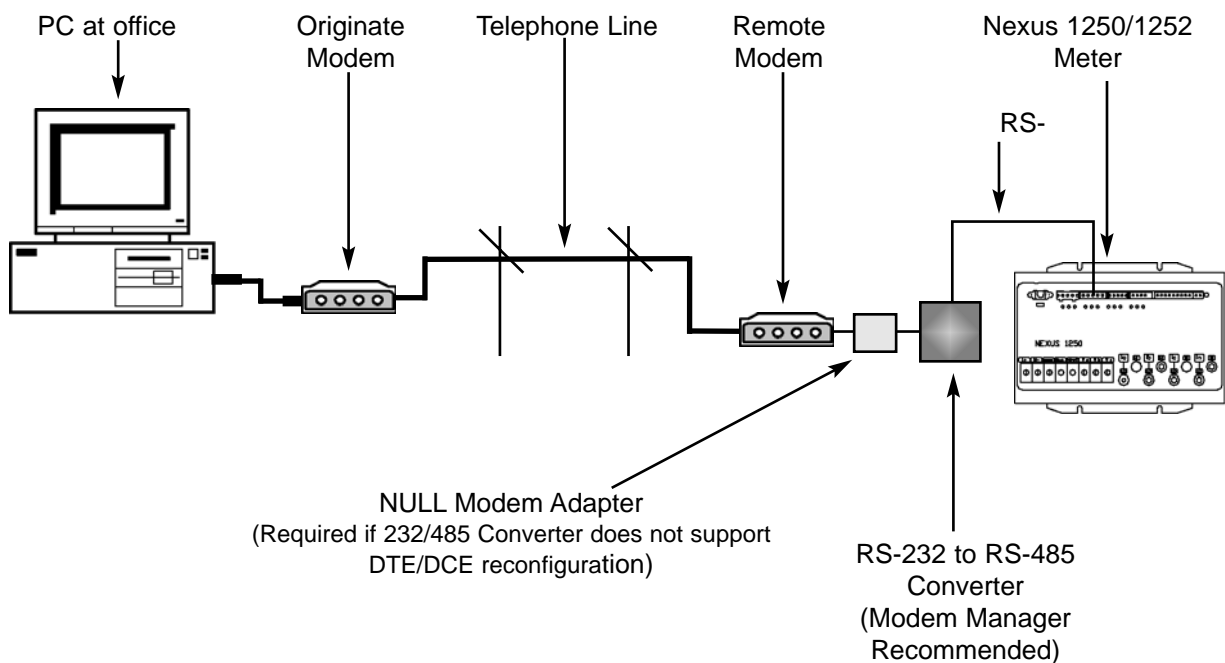 PC at office
Originate
Modem
Telephone Line
Remote
Modem
Nexus 1250/1252
Meter
RS-
NEXUS 1250
NULL Modem Adapter
(Required if 232/485 Converter does not support
DTE/DCE reconfiguration)
RS-232 to RS-485
Converter
(Modem Manager
Recommended)